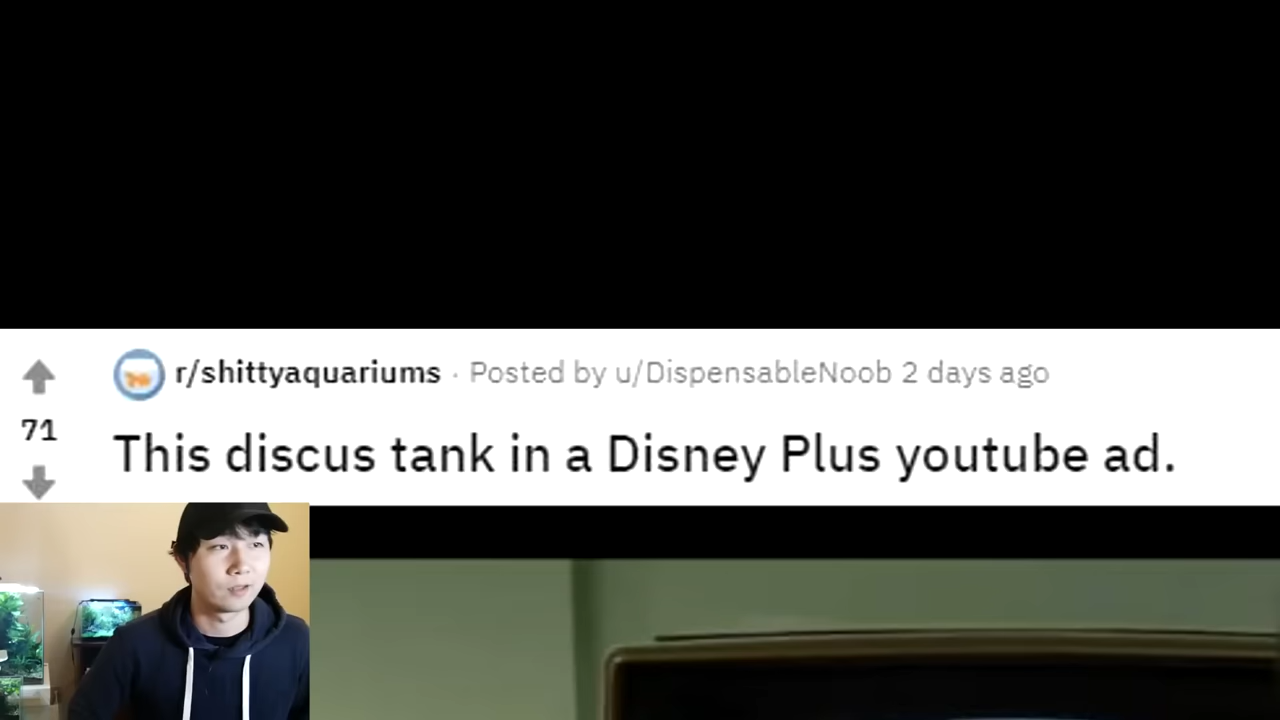 r/shittyaquariums · Posted by u/DispensableNoob 2 days ago
71
This discus tank in a Disney Plus youtube ad.